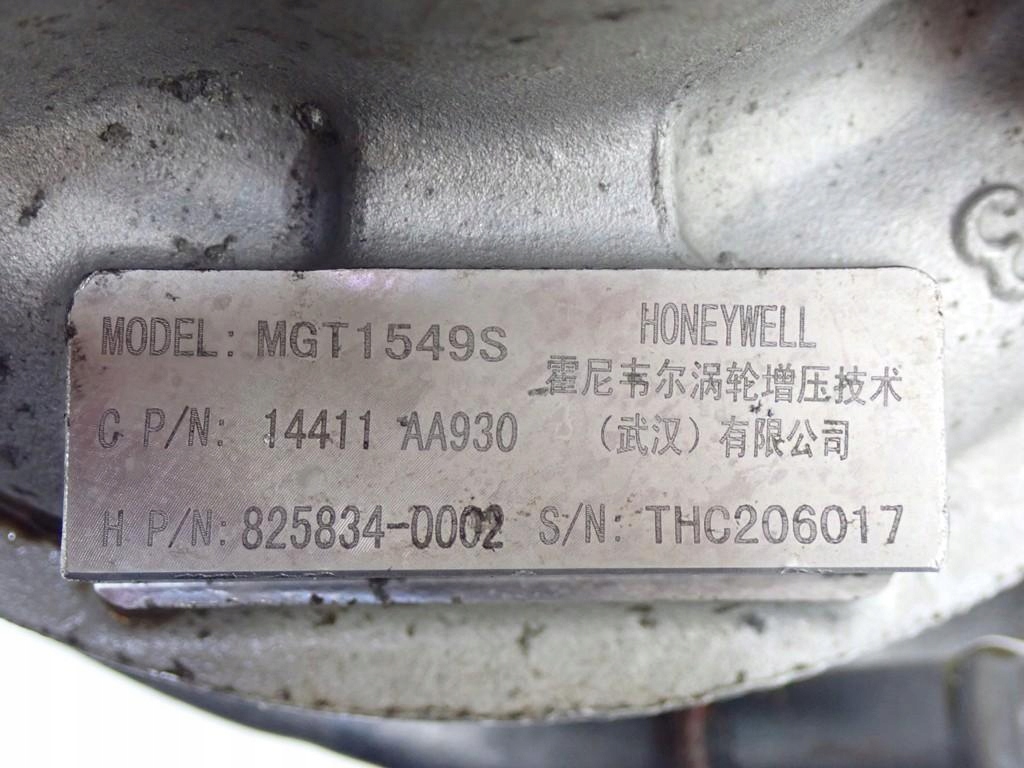 MODEL: MGT1549S
C P/N: 14411 AA930
H P/N: 825834-0002
HONEYWELL
霍尼韦尔涡轮增压技术
(武汉)有限公司
S/N: THC206017